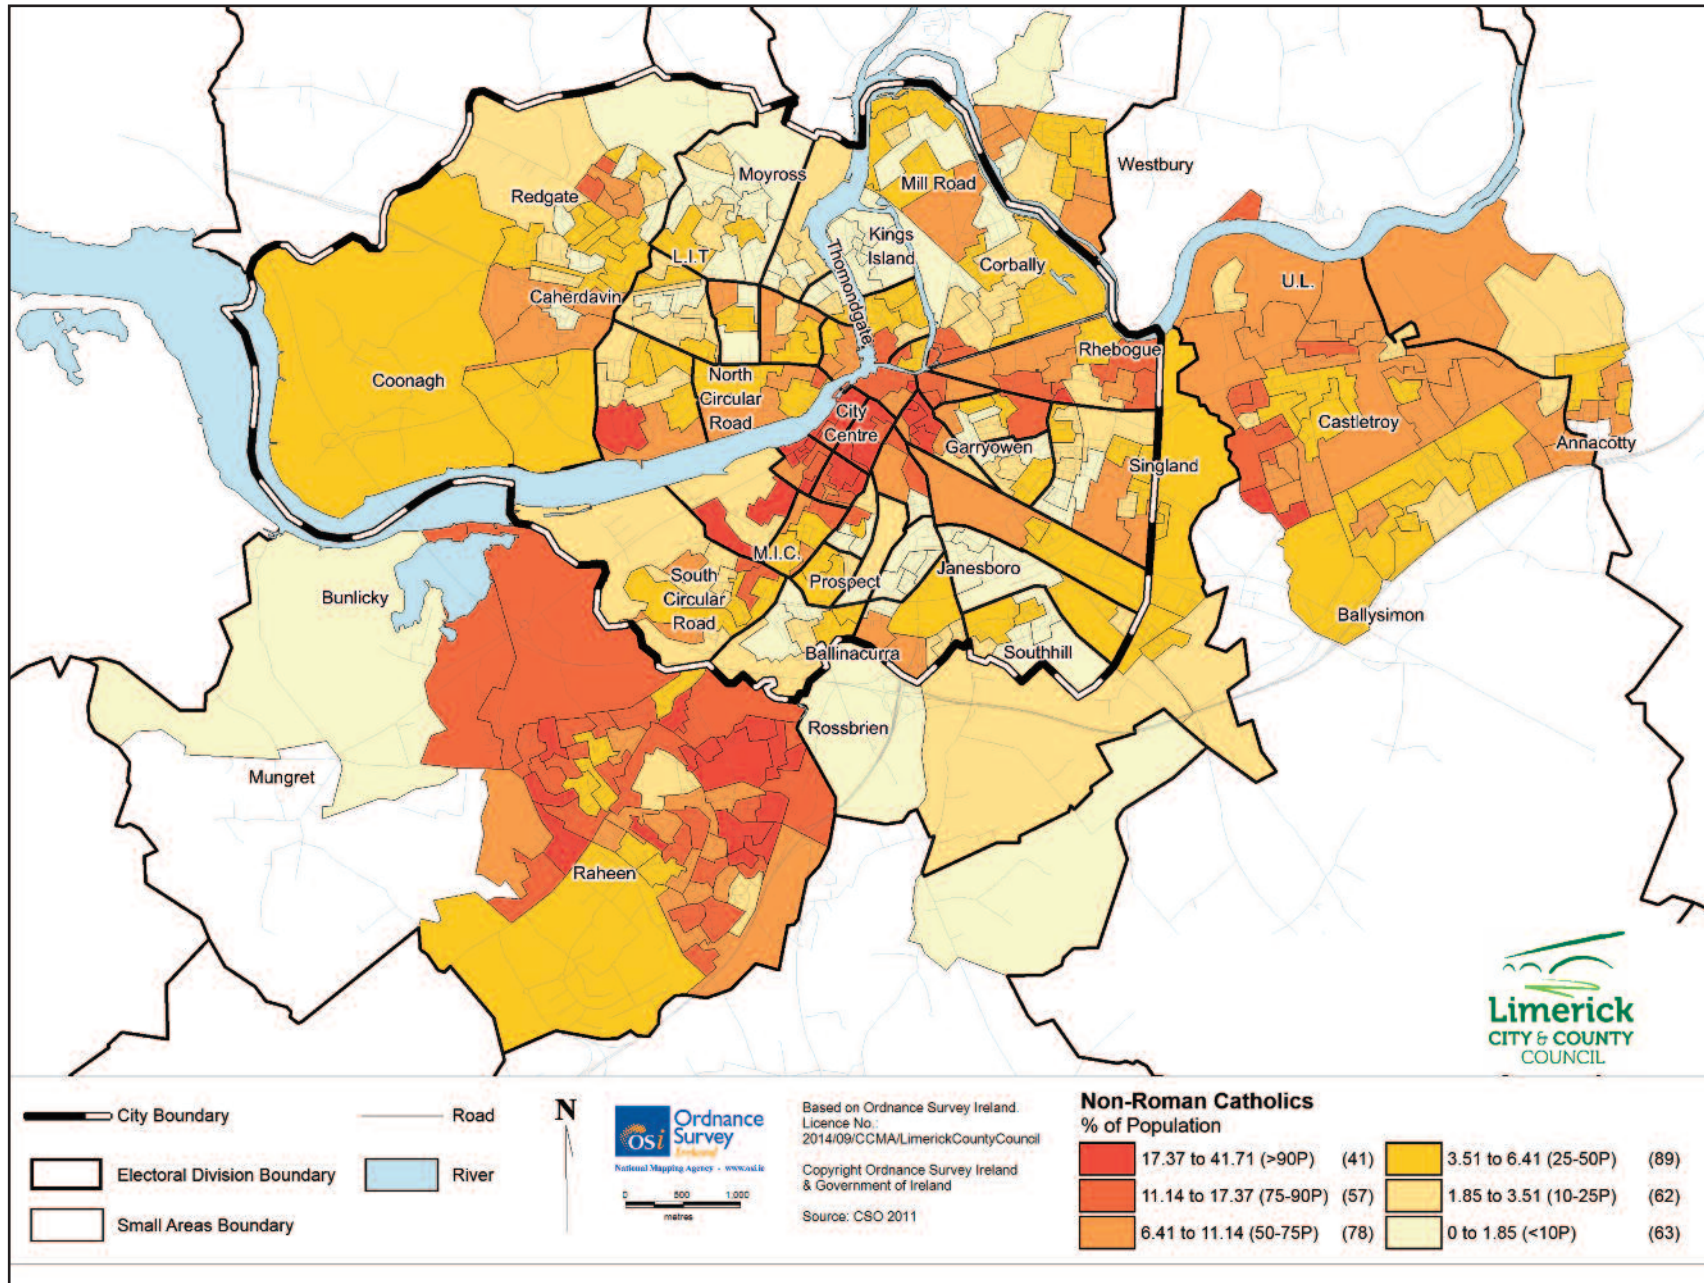 Westbury
Moyross
Redgate
Mill Road
Kings
Island
L.I.T
Thomondgate
Corbally
U.L.
Caherdavin
Rhebogue
Coonagh
North
Circular
Road
City
Centre
Castletroy
Garryowen
Annacotty
Singland
M.I.C.
Prospect
Janesboro
South
Circular
Road
Bunlicky
Ballysimon
Ballinacurra
Southhill
Rossbrien
Mungret
Raheen
Limerick
CITY & COUNTY
COUNCIL
City Boundary
Road
Electoral Division Boundary
River
Small Areas Boundary
N
OSi
Ordnance
Survey
Ireland
National Mapping Agency - www.osi.ie
0 500 1,000
metres
Based on Ordnance Survey Ireland.
Licence No.:
2014/09/CCMA/LimerickCountyCouncil
Copyright Ordnance Survey Ireland
& Government of Ireland
Source: CSO 2011
Non-Roman Catholics
% of Population
17.37 to 41.71 (>90P) (41)
11.14 to 17.37 (75-90P) (57)
6.41 to 11.14 (50-75P) (78)
3.51 to 6.41 (25-50P) (89)
1.85 to 3.51 (10-25P) (62)
0 to 1.85 (<10P) (63)